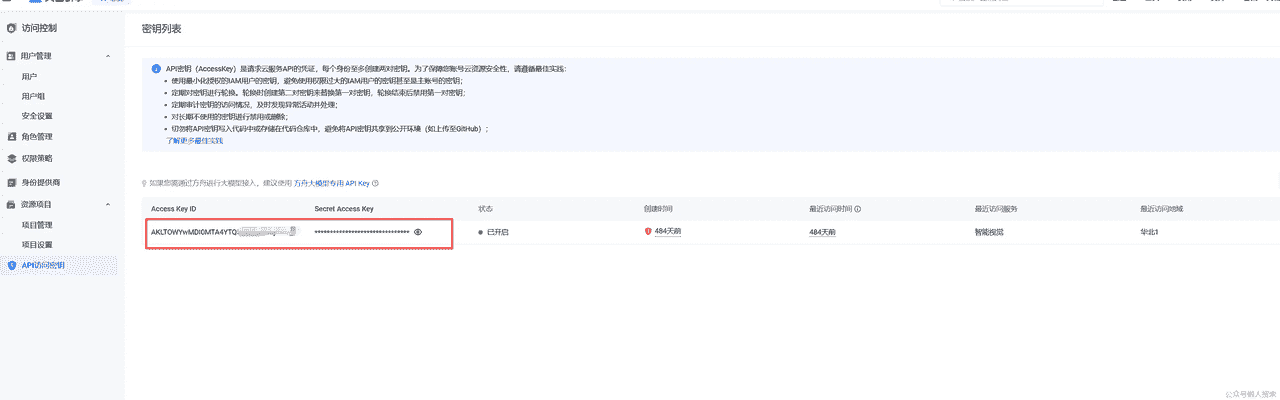 访问控制
密钥列表
用户管理
用户
用户组
安全设置
角色管理
权限策略
身份提供商
资源项目
项目管理
项目设置
API访问密钥
API密钥（AccessKey）是请求云服务API的凭证，每个身份至多创建两对密钥。为了保障您账号云资源安全性，请遵循最佳实践：
使用最小化授权的IAM用户的密钥，避免使用权限过大的IAM用户的密钥甚至是主账号的密钥；
定期对密钥进行轮换。轮换时创建第二对密钥来替换第一对密钥，轮换结束后禁用第一对密钥；
定期审计密钥的访问情况，及时发现异常活动并处理；
对长期不使用的密钥进行禁用或删除；
切勿将API密钥写入代码中或存储在代码仓库中，避免将API密钥共享到公开环境（如上传至GitHub）；
了解更多最佳实践
如果您需通过方舟进行大模型接入，建议使用 方舟大模型专用 API Key
Access Key ID Secret Access Key 状态 创建时间 最近访问时间 最近访问服务 最近访问地域
AKLTOWYwMDI0MTA4YTQ ****************************** 已开启 484天前 484天前 智能视觉 华北1
公众号懒人搜索